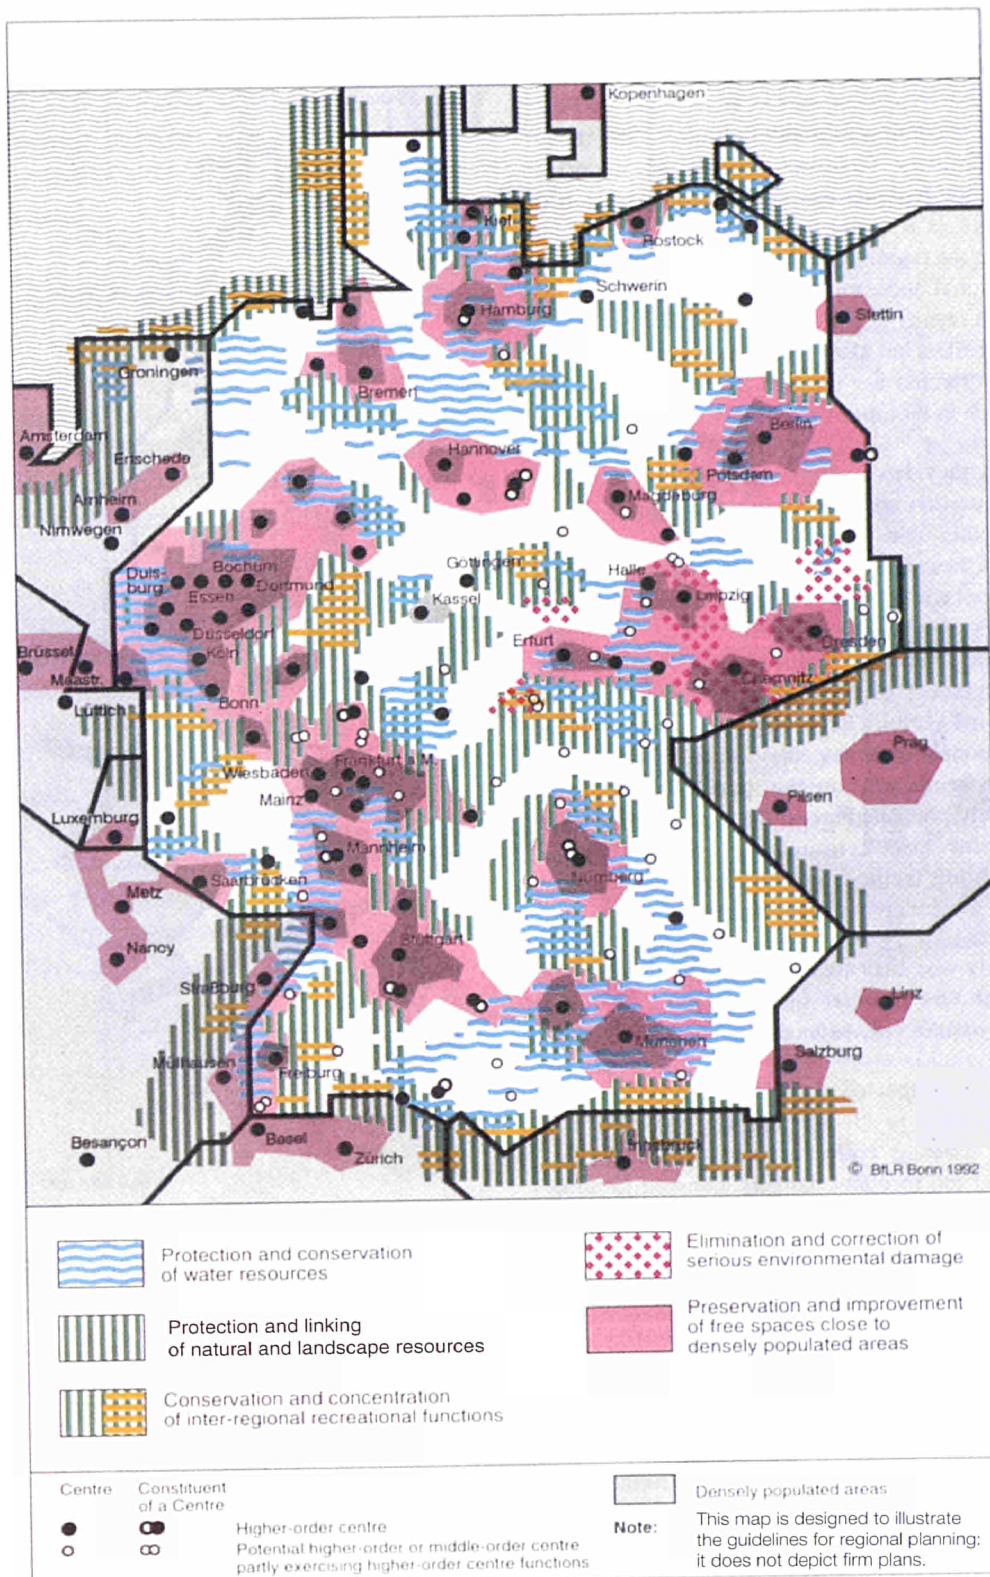 Kopenhagen
Kiel
Rostock
Schwerin
Hamburg
Stettin
Groningen
Bremen
Amsterdam
Berlin
Hannover
Enschede
Potsdam
Magdeburg
Arnheim
Nimwegen
Göttingen
Bochum
Halle
Duis-
burg
Dortmund
Essen
Kassel
Leipzig
Düsseldorf
Erfurt
Dresden
Brüssel
Köln
Maastr.
Chemnitz
Bonn
Lüttich
Prag
Frankfurt a. M.
Wiesbaden
Mainz
Pilsen
Luxemburg
Mannheim
Saarbrücken
Nürnberg
Metz
Stuttgart
Nancy
Straßburg
Linz
München
Salzburg
Mülhausen
Freiburg
Besançon
Basel
Zürich
Innsbruck
© BfLR Bonn 1992
Protection and conservation
of water resources
Elimination and correction of
serious environmental damage
Protection and linking
of natural and landscape resources
Preservation and improvement
of free spaces close to
densely populated areas
Conservation and concentration
of inter-regional recreational functions
Centre
Constituent
of a Centre
Higher-order centre
Potential higher-order or middle-order centre
partly exercising higher-order centre functions
Densely populated areas
Note:
This map is designed to illustrate
the guidelines for regional planning:
it does not depict firm plans.